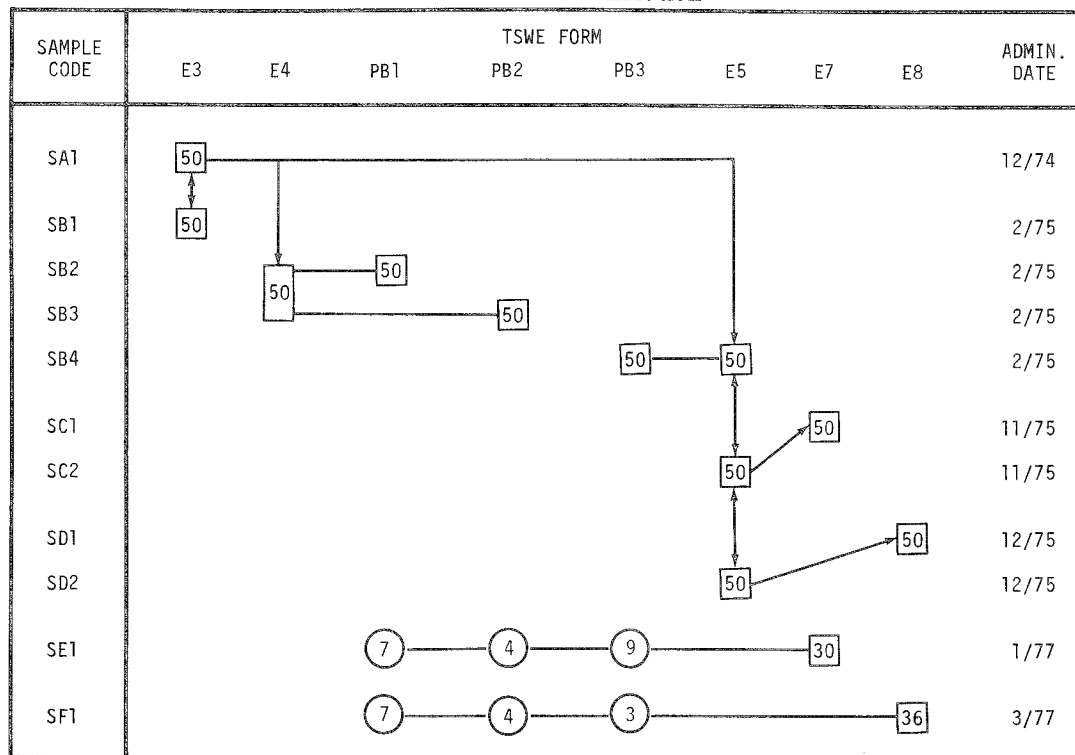 SAMPLE CODE
TSWE FORM
E3 E4 PB1 PB2 PB3 E5 E7 E8
ADMIN. DATE
SA1 50 12/74
SB1 50 2/75
SB2 50 2/75
50
SB3 50 2/75
SB4 50 50 2/75
SC1 50 11/75
SC2 50 11/75
SD1 50 12/75
SD2 50 12/75
SE1 7 4 9 30 1/77
SF1 7 4 3 36 3/77